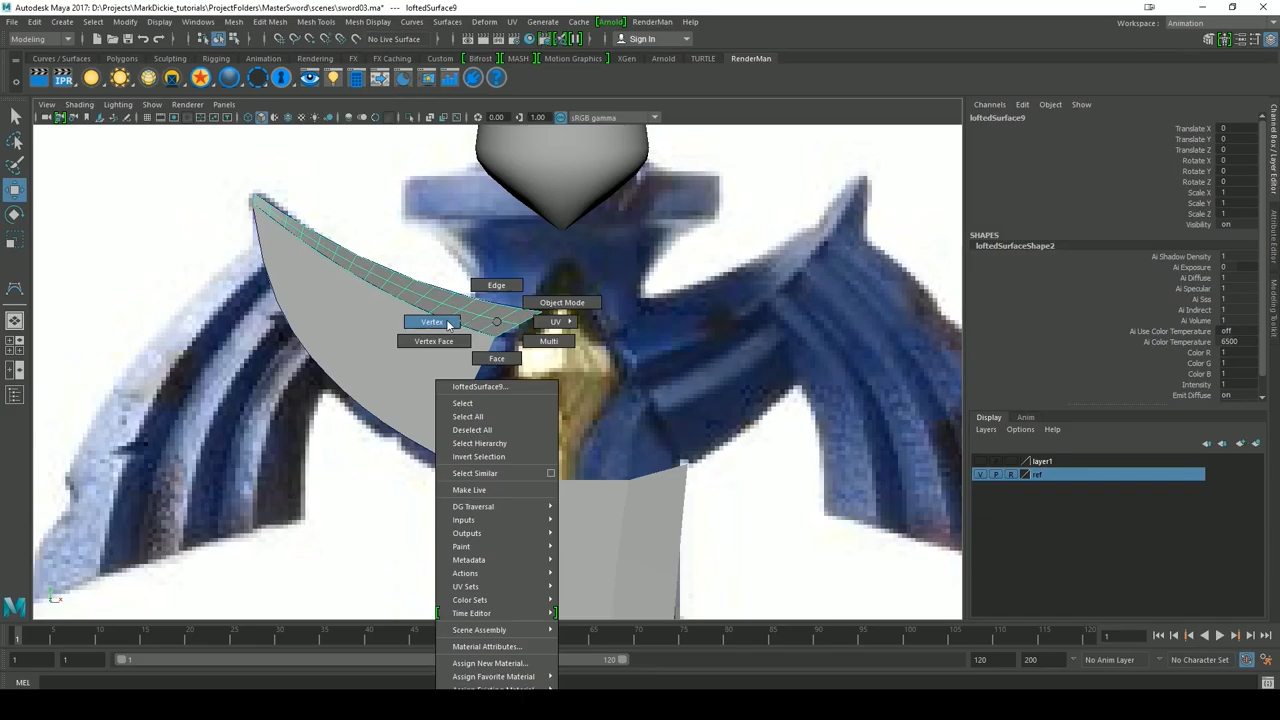 Autodesk Maya 2017: D:\Projects\MarkDickie_tutorials\ProjectFolders\MasterSword\scenes\sword03.ma* --- loftedSurface9
File Edit Create Select Modify Display Windows Mesh Edit Mesh Mesh Tools Mesh Display Curves Surfaces Deform UV Generate Cache [Arnold] RenderMan Help
Workspace : Animation
Modeling
No Live Surface
Sign In
Curves / Surfaces Polygons Sculpting Rigging Animation Rendering FX FX Caching Custom Bifrost MASH Motion Graphics XGen Arnold TURTLE RenderMan
IPR
View Shading Lighting Show Renderer Panels
0.00 1.00 sRGB gamma
Edge
Object Mode
Vertex
UV
Vertex Face
Multi
Face
loftedSurface9...
Select
Select All
Deselect All
Select Hierarchy
Invert Selection
Select Similar
Make Live
DG Traversal
Inputs
Outputs
Paint
Metadata
Actions
UV Sets
Color Sets
Time Editor
Scene Assembly
Material Attributes...
Assign New Material...
Assign Favorite Material
Channels Edit Object Show
loftedSurface9
Translate X 0
Translate Y 0
Translate Z 0
Rotate X 0
Rotate Y 0
Rotate Z 0
Scale X 1
Scale Y 1
Scale Z 1
Visibility on
SHAPES
loftedSurfaceShape2
Ai Shadow Density 1
Ai Exposure 0
Ai Diffuse 1
Ai Specular 1
Ai Sss 1
Ai Indirect 1
Ai Volume 1
Ai Use Color Temperature off
Ai Color Temperature 6500
Color R 1
Color G 1
Color B 1
Intensity 1
Emit Diffuse on
Channel Box / Layer Editor
Attribute Editor
Display Anim
Layers Options Help
layer1
V P R ref
5 10 15 20 25 30 35 40 45 65 70 75 80 85 90 95 100 105 110 115 120
1
1 1 1 120 120 200 No Anim Layer No Character Set
MEL